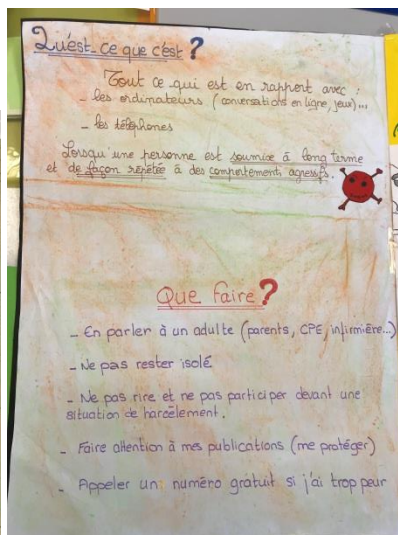 Qu'est-ce que c'est ?
Tout ce qui est en rapport avec :
- les ordinateurs (conversations en ligne, jeux)...
- les téléphones
Lorsqu'une personne est soumise à long terme
et de façon répétée à des comportements agressifs.
Que faire ?
- En parler à un adulte (parents, CPE, infirmière...)
- Ne pas rester isolé.
- Ne pas rire et ne pas participer devant une
situation de harcèlement.
- Faire attention à mes publications (me protéger)
- Appeler un numéro gratuit si j'ai trop peur